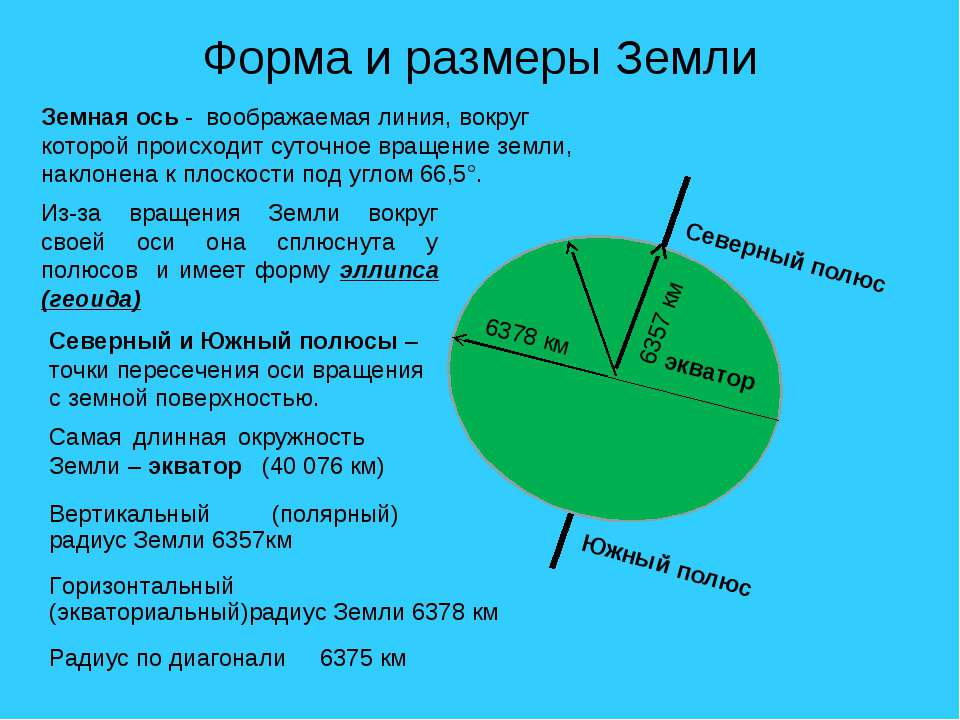 Форма и размеры Земли
Земная ось - воображаемая линия, вокруг
которой происходит суточное вращение земли,
наклонена к плоскости под углом 66,5°.
Из-за вращения Земли вокруг
своей оси она сплюснута у
полюсов и имеет форму эллипса
(геоида)
Северный и Южный полюсы –
точки пересечения оси вращения
с земной поверхностью.
Самая длинная окружность
Земли – экватор (40 076 км)
Вертикальный (полярный)
радиус Земли 6357км
Горизонтальный
(экваториальный)радиус Земли 6378 км
Радиус по диагонали 6375 км
Северный полюс
6357 км
6378 км
экватор
Южный полюс